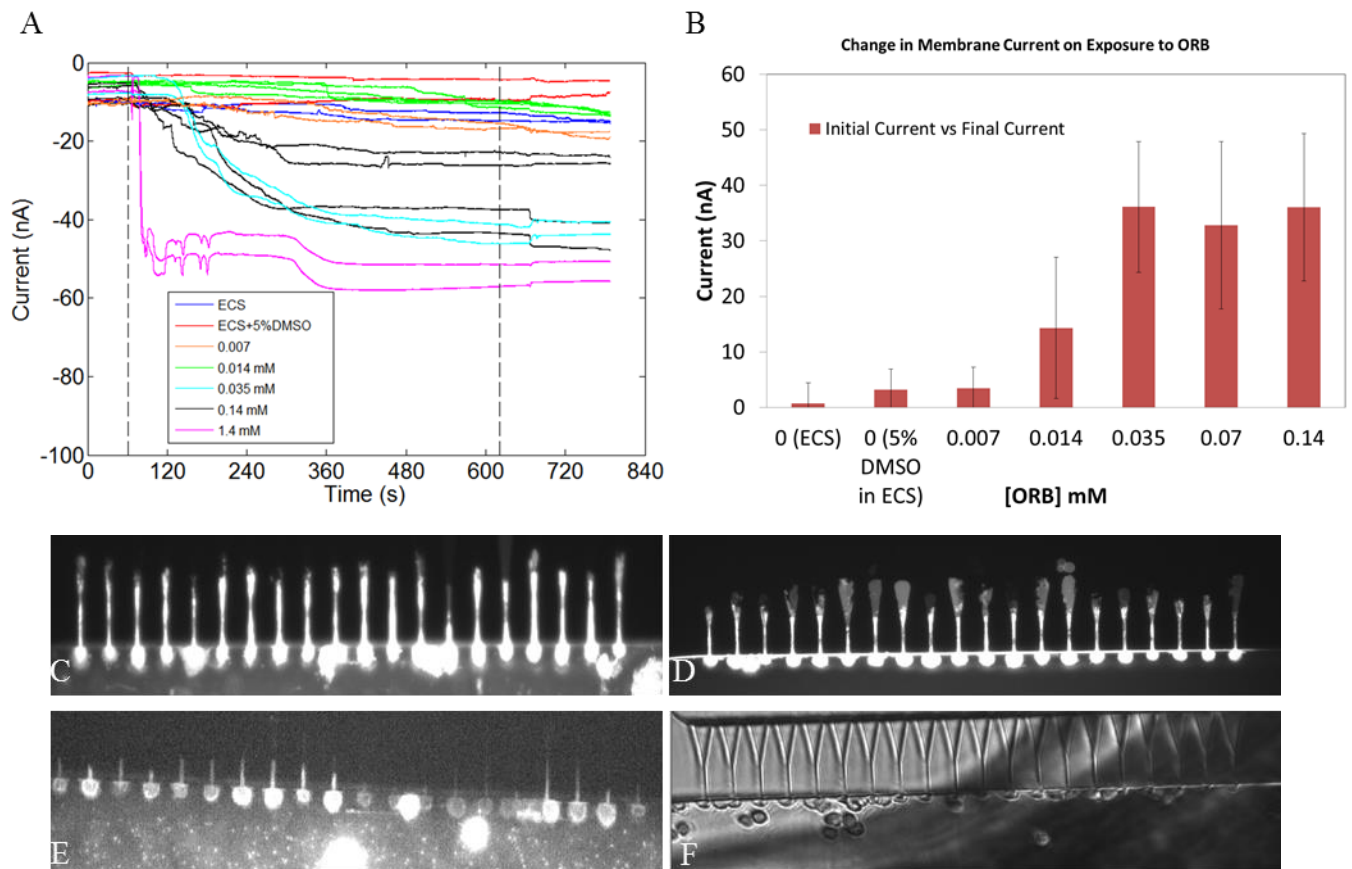 A
B
0
-20
-40
-60
-80
-100
Current (nA)
ECS
ECS+5%DMSO
0.007
0.014 mM
0.035 mM
0.14 mM
1.4 mM
0 120 240 360 480 600 720 840
Time (s)
Change in Membrane Current on Exposure to ORB
60
50
40
30
20
10
0
Current (nA)
Initial Current vs Final Current
0 (ECS) 0 (5% DMSO in ECS) 0.007 0.014 0.035 0.07 0.14
[ORB] mM
C
D
E
F